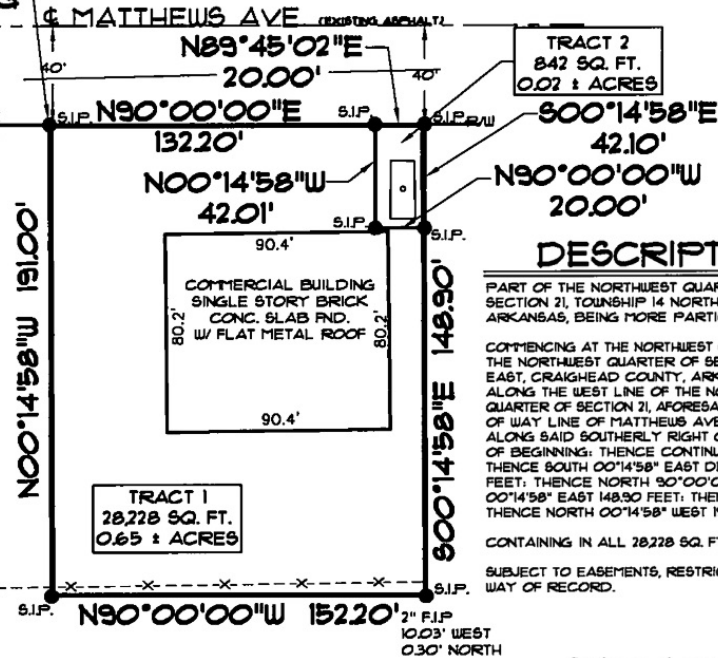 ℄ MATTHEWS AVE (EXISTING ASPHALT)
N89°45'02"E
20.00'
40'
40'
TRACT 2
842 SQ. FT.
0.02 ± ACRES
S.I.P.
N90°00'00"E
132.20'
S.I.P.
S.I.P.
R/W
S00°14'58"E
42.10'
N00°14'58"W
42.01'
N90°00'00"W
20.00'
S.I.P.
S.I.P.
90.4'
COMMERCIAL BUILDING
SINGLE STORY BRICK
CONC. SLAB FND.
W/ FLAT METAL ROOF
80.2'
80.2'
90.4'
N00°14'58"W 191.00'
S00°14'58"E 148.90'
TRACT 1
28,228 SQ. FT.
0.65 ± ACRES
S.I.P.
N90°00'00"W 152.20'
S.I.P.
2" F.I.P
10.03' WEST
0.30' NORTH
DESCRIPT
PART OF THE NORTHWEST QUAR
SECTION 21, TOWNSHIP 14 NORTH
ARKANSAS, BEING MORE PARTI
COMMENCING AT THE NORTHWEST
THE NORTHWEST QUARTER OF SE
EAST, CRAIGHEAD COUNTY, ARK
ALONG THE WEST LINE OF THE NO
QUARTER OF SECTION 21, AFORESA
OF WAY LINE OF MATTHEWS AVE
ALONG SAID SOUTHERLY RIGHT O
OF BEGINNING: THENCE CONTINU
THENCE SOUTH 00°14'58" EAST DI
FEET: THENCE NORTH 90°00'0
00°14'58" EAST 148.90 FEET: THE
THENCE NORTH 00°14'58" WEST 1
CONTAINING IN ALL 28,228 SQ. FT
SUBJECT TO EASEMENTS, RESTRIC
WAY OF RECORD.